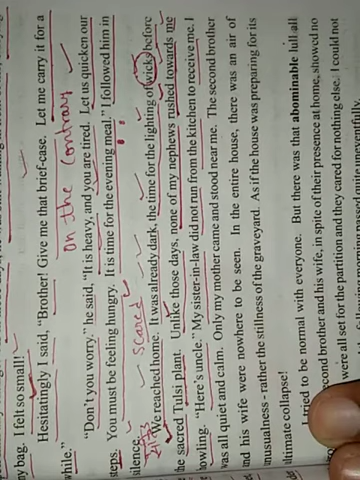 my bag. I felt so small!
Hesitatingly I said, "Brother! Give me that brief-case. Let me carry it for a
while."
On the contrary
"Don't you worry." he said, "It is heavy, and you are tired. Let us quicken our
steps. You must be feeling hungry. It is time for the evening meal." I followed him in
silence.
scared
We reached home. It was already dark, the time for the lighting of wicks before
the sacred Tulsi plant. Unlike those days, none of my nephews rushed towards me
howling. "Here's uncle." My sister-in-law did not run from the kitchen to receive me. I
was all quiet and calm. Only my mother came and stood near me. The second brother
and his wife were nowhere to be seen. In the entire house, there was an air of
unusualness - rather the stillness of the graveyard. As if the house was preparing for its
ultimate collapse!
I tried to be normal with everyone. But there was that abominable lull all
second brother and his wife, in spite of their presence at home, showed no
were all set for the partition and they cared for nothing else. I could not